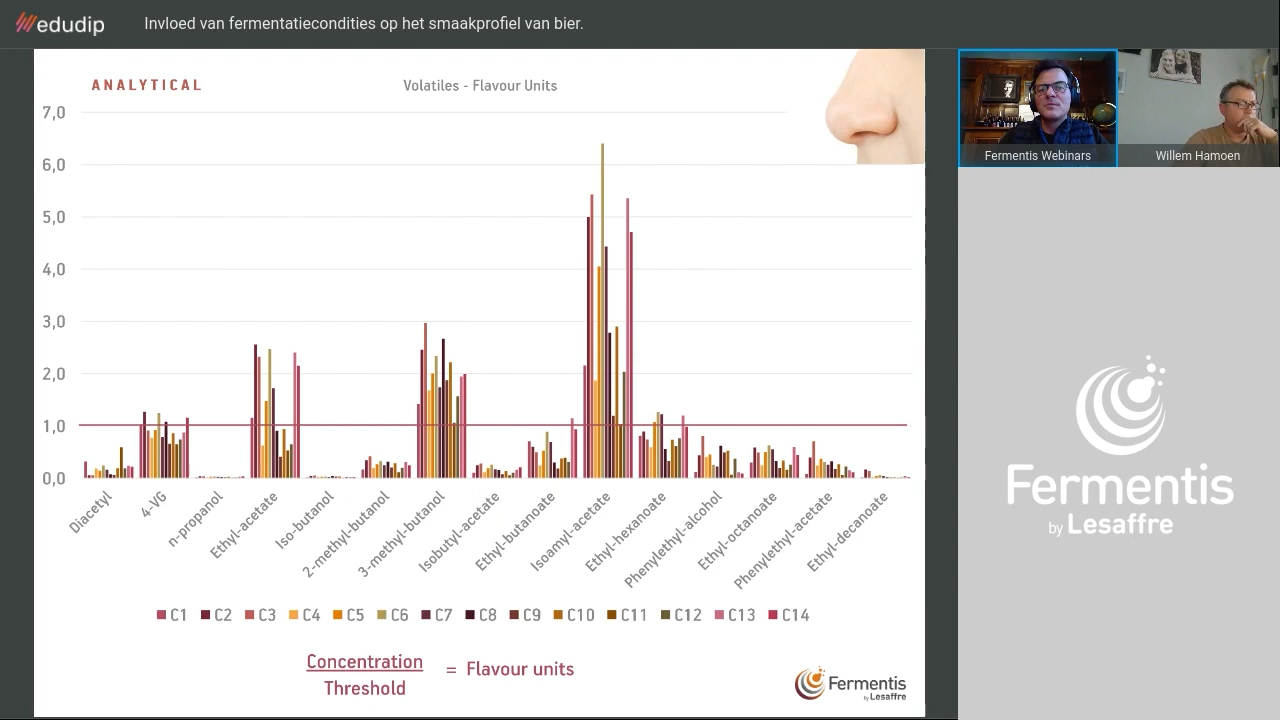 edudip
Invloed van fermentatiecondities op het smaakprofiel van bier.
ANALYTICAL
Volatiles - Flavour Units
7,0
6,0
5,0
4,0
3,0
2,0
1,0
0,0
Diacetyl
4-VG
n-propanol
Ethyl-acetate
Iso-butanol
2-methyl-butanol
3-methyl-butanol
Isobutyl-acetate
Ethyl-butanoate
Isoamyl-acetate
Ethyl-hexanoate
Phenylethyl-alcohol
Ethyl-octanoate
Phenylethyl-acetate
Ethyl-decanoate
C1 C2 C3 C4 C5 C6 C7 C8 C9 C10 C11 C12 C13 C14
Concentration
Threshold
= Flavour units
Fermentis
by Lesaffre
Fermentis Webinars
Willem Hamoen
Fermentis
by Lesaffre